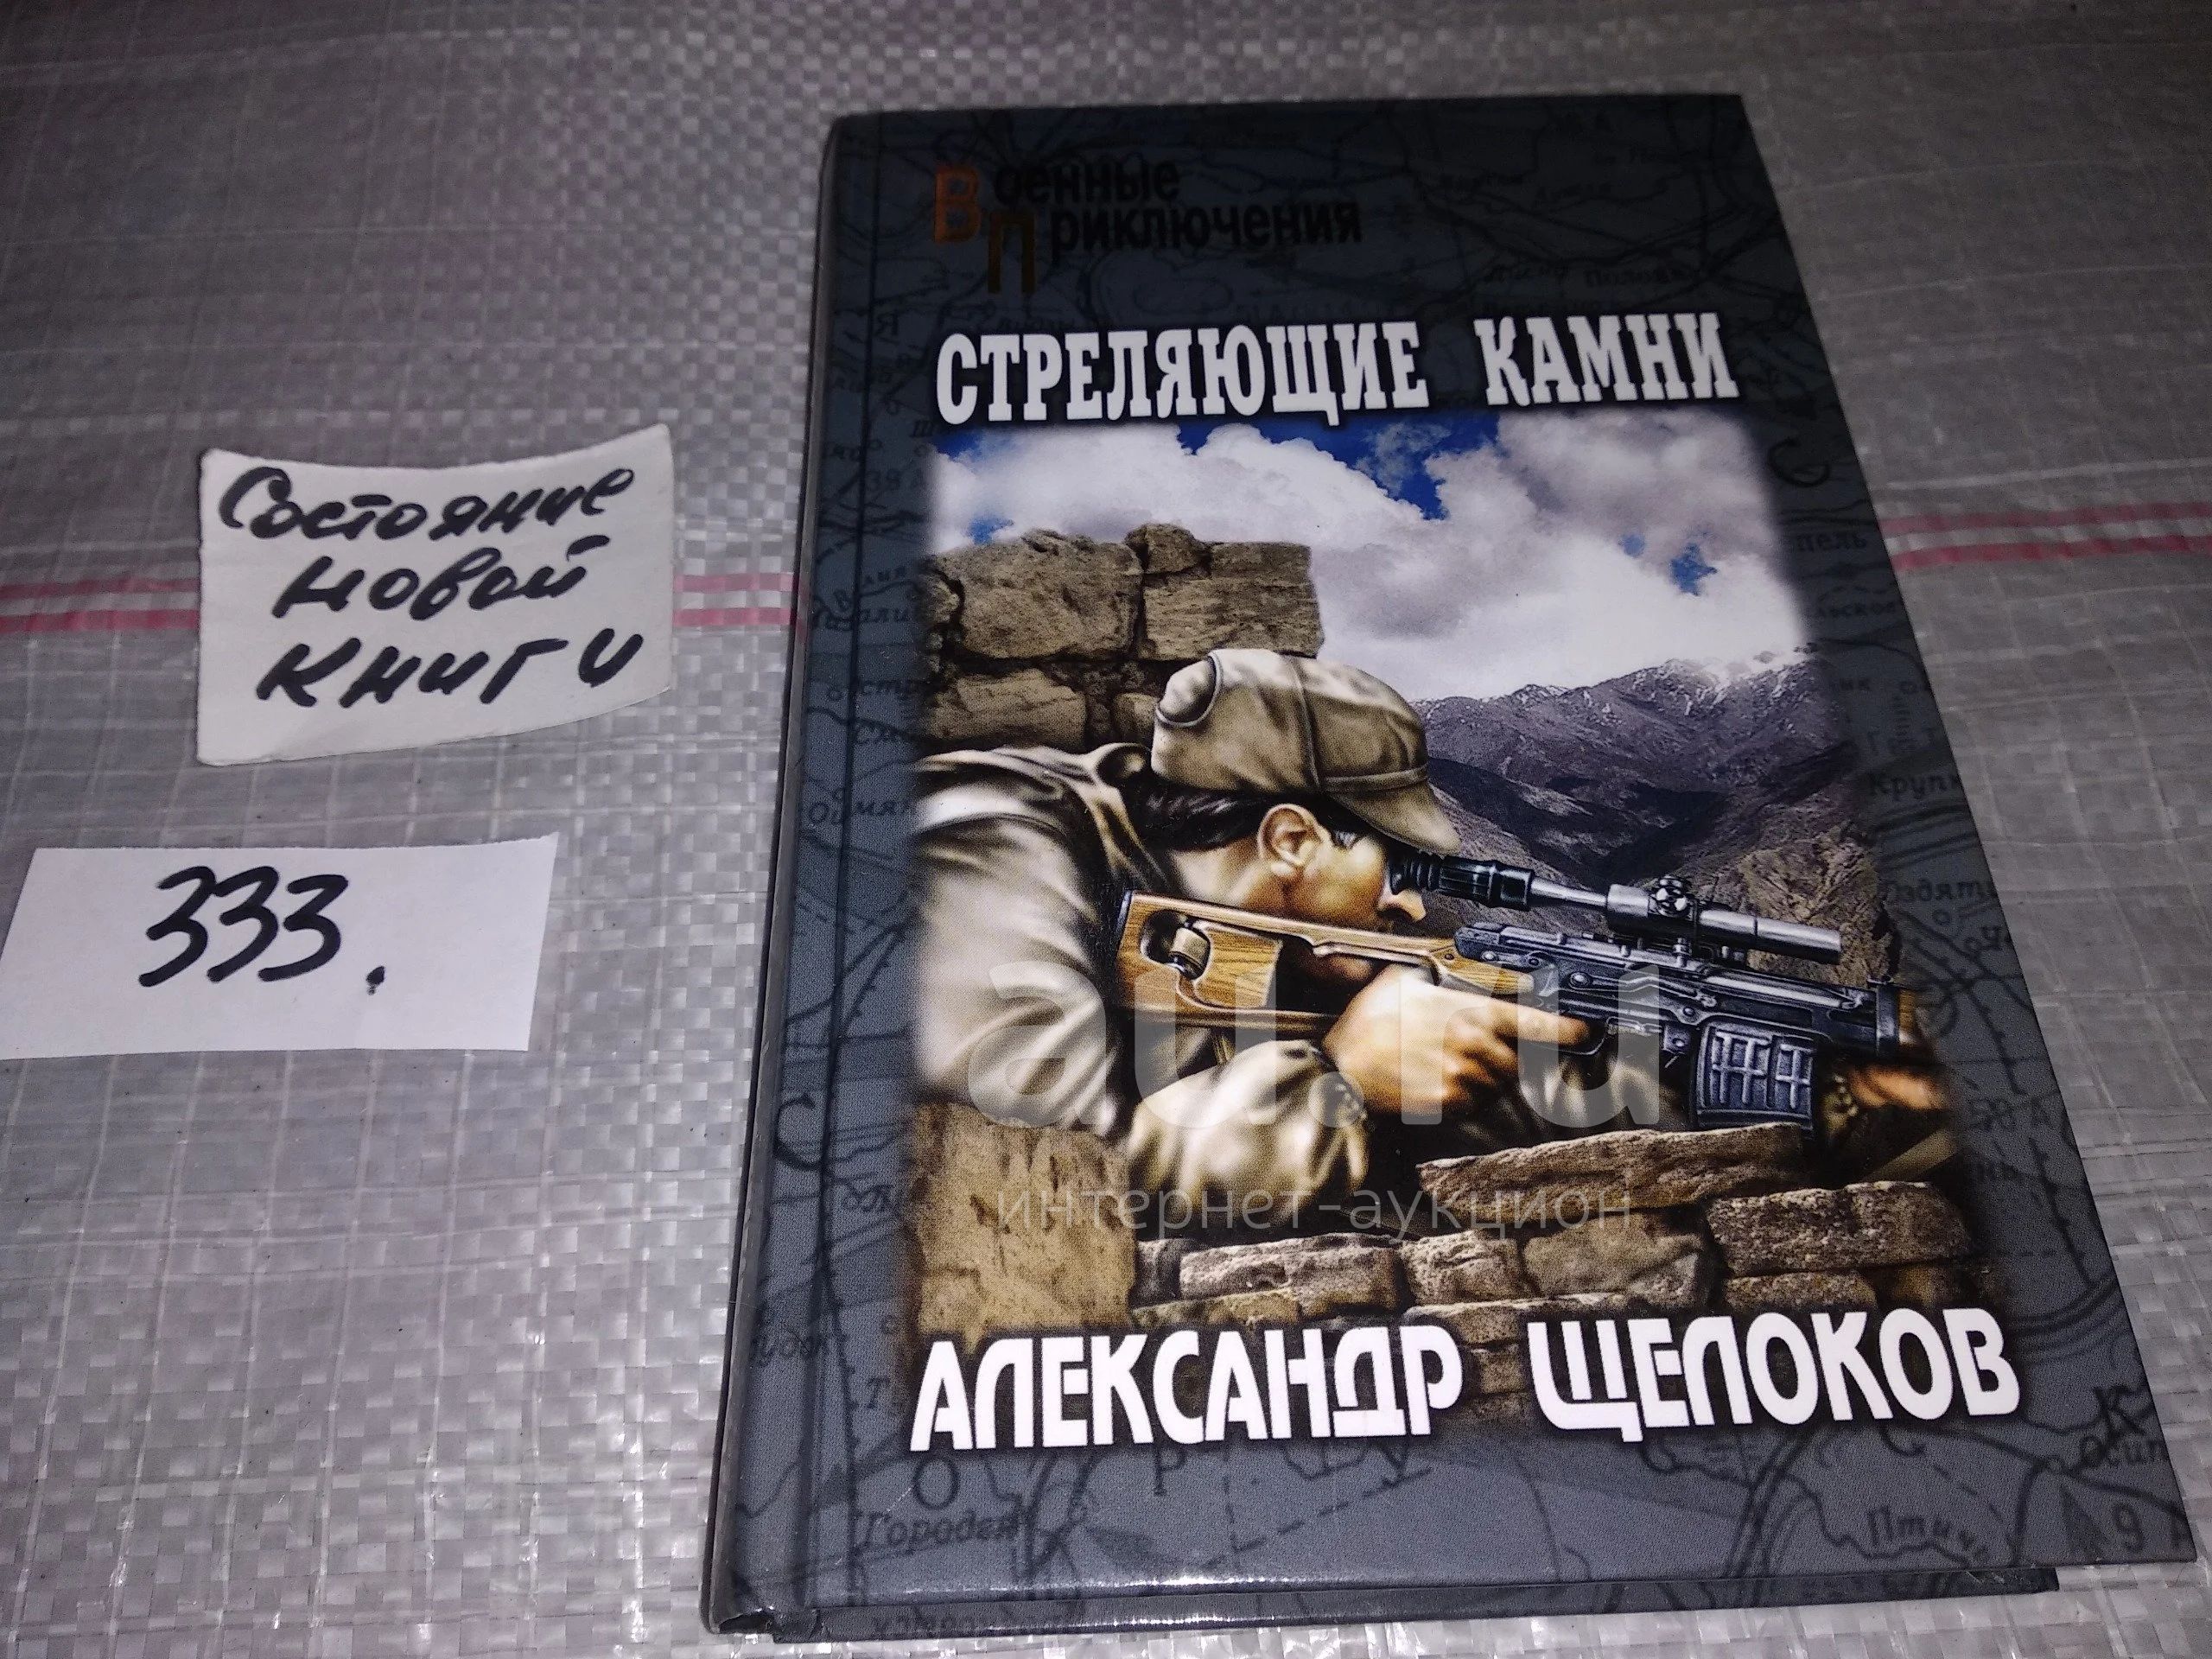 Военные
Приключения
СТРЕЛЯЮЩИЕ КАМНИ
Состояние
новой
книги
333.
au.ru
интернет-аукцион
АЛЕКСАНДР ЩЕЛОКОВ